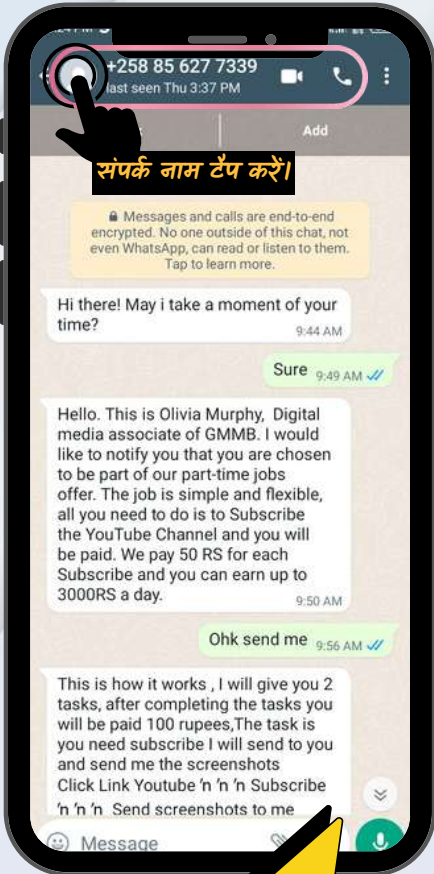 +258 85 627 7339
last seen Thu 3:37 PM
Add
संपर्क नाम टैप करें।
Messages and calls are end-to-end
encrypted. No one outside of this chat, not
even WhatsApp, can read or listen to them.
Tap to learn more.
Hi there! May i take a moment of your
time?
9:44 AM
Sure 9:49 AM
Hello. This is Olivia Murphy, Digital
media associate of GMMB. I would
like to notify you that you are chosen
to be part of our part-time jobs
offer. The job is simple and flexible,
all you need to do is to Subscribe
the YouTube Channel and you will
be paid. We pay 50 RS for each
Subscribe and you can earn up to
3000RS a day.
9:50 AM
Ohk send me 9:56 AM
This is how it works , I will give you 2
tasks, after completing the tasks you
will be paid 100 rupees,The task is
you need subscribe I will send to you
and send me the screenshots
Click Link Youtube 'n 'n 'n Subscribe
'n 'n 'n Send screenshots to me
Message